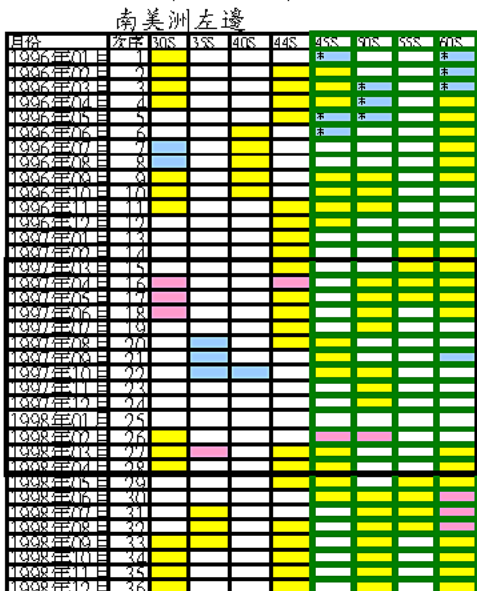 南美洲左邊
月份 次序 30S 35S 40S 44S 45S 50S 55S 60S
1996年01月 1 * *
1996年02月 2 *
1996年03月 3 * *
1996年04月 4 *
1996年05月 5 * *
1996年06月 6 *
1996年07月 7
1996年08月 8
1996年09月 9
1996年10月 10
1996年11月 11
1996年12月 12
1997年01月 13
1997年02月 14
1997年03月 15
1997年04月 16
1997年05月 17
1997年06月 18
1997年07月 19
1997年08月 20
1997年09月 21
1997年10月 22
1997年11月 23
1997年12月 24
1998年01月 25
1998年02月 26
1998年03月 27
1998年04月 28
1998年05月 29
1998年06月 30
1998年07月 31
1998年08月 32
1998年09月 33
1998年10月 34
1998年11月 35
1998年12月 36